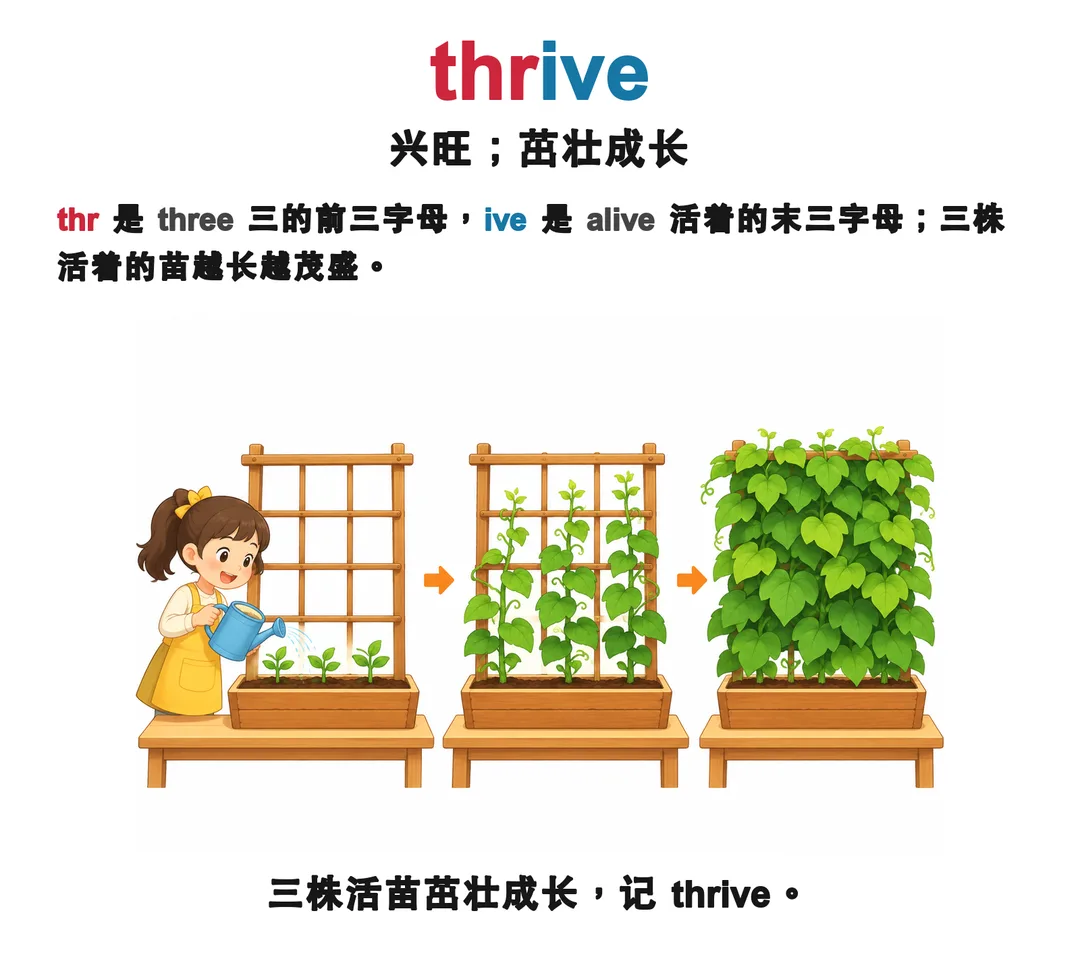 thrive
兴旺；茁壮成长
thr 是 three 三的前三字母，ive 是 alive 活着的末三字母；三株
活着的苗越长越茂盛。
三株活苗茁壮成长，记 thrive。